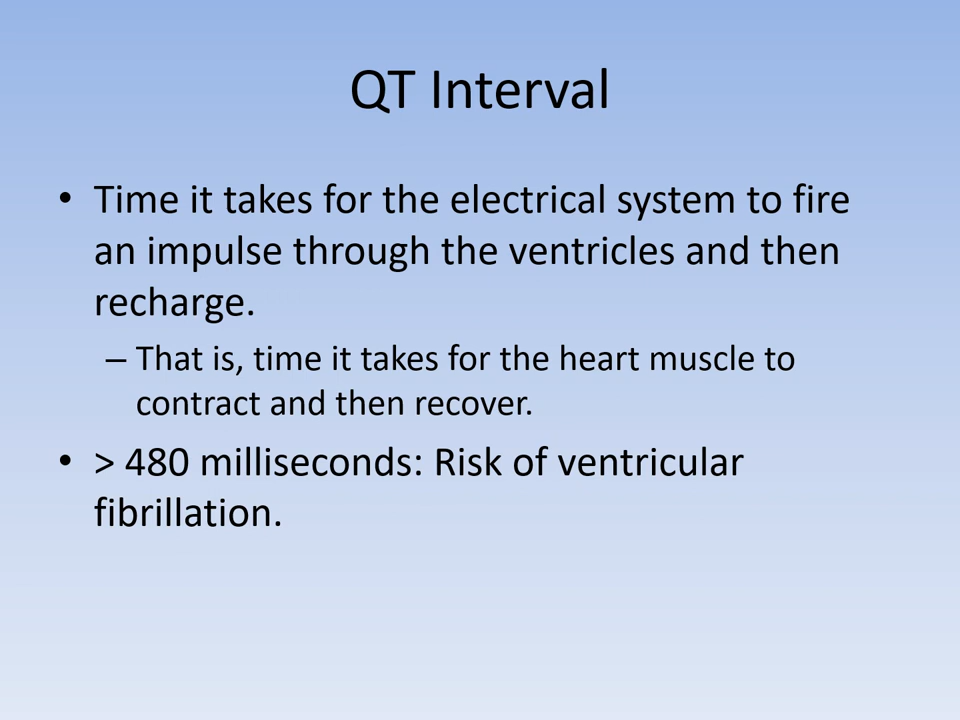 QT Interval
• Time it takes for the electrical system to fire
an impulse through the ventricles and then
recharge.
– That is, time it takes for the heart muscle to
contract and then recover.
• > 480 milliseconds: Risk of ventricular
fibrillation.